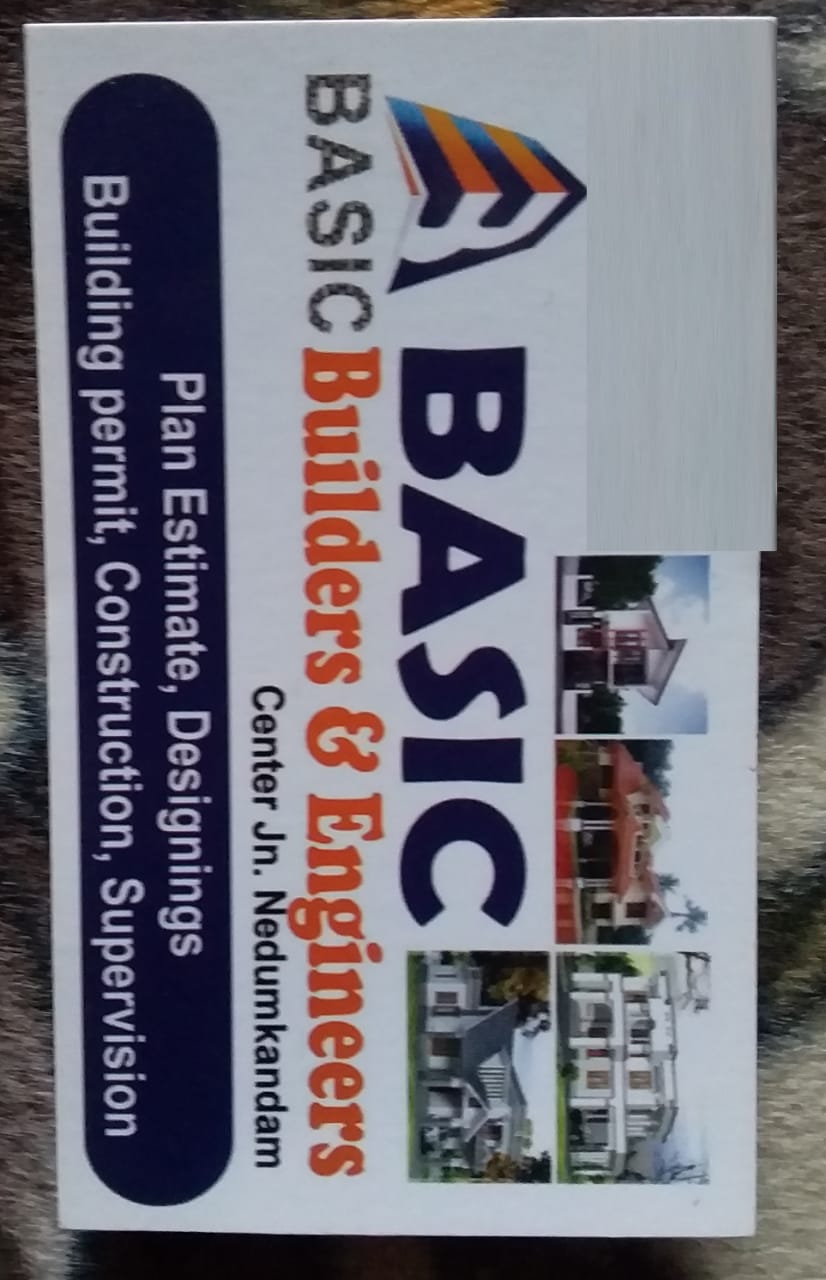 BASIC
BASIC Builders & Engineers
Center Jn. Nedumkandam
Plan Estimate, Designings
Building permit, Construction, Supervision